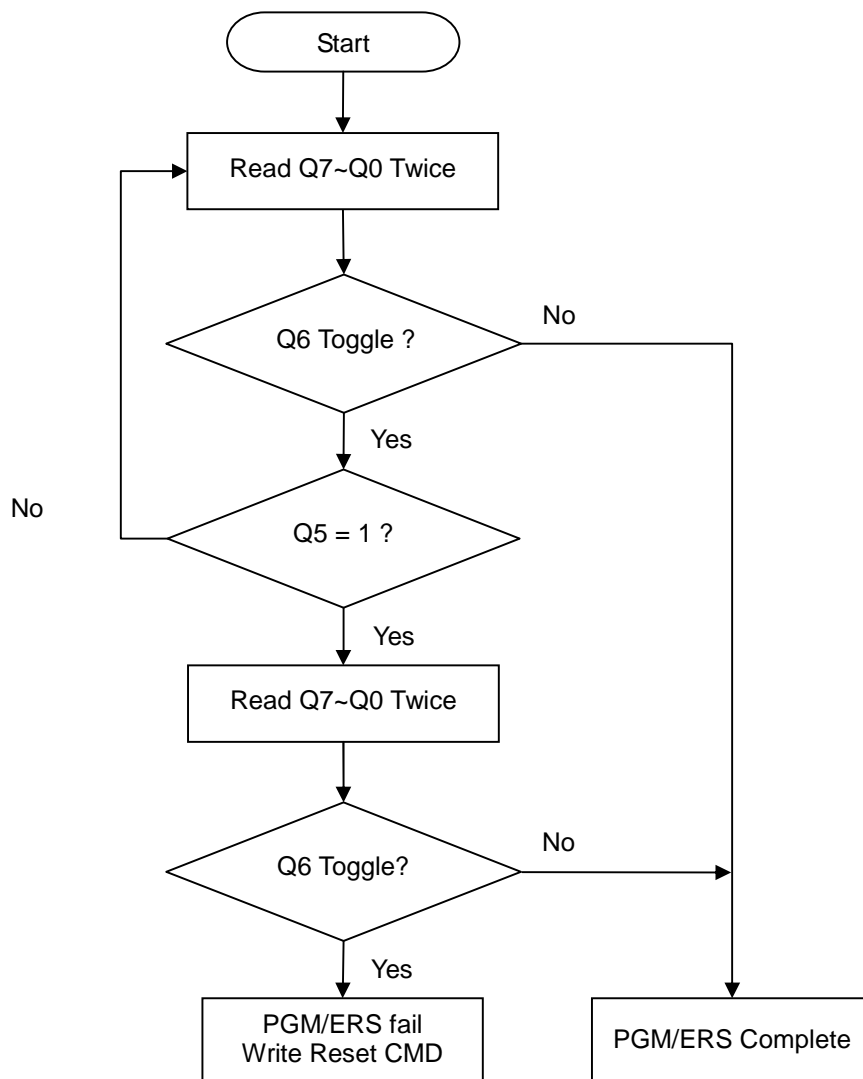 Start
Read Q7~Q0 Twice
Q6 Toggle ?
No
Yes
No
Q5 = 1 ?
Yes
Read Q7~Q0 Twice
Q6 Toggle?
No
Yes
PGM/ERS fail
Write Reset CMD
PGM/ERS Complete